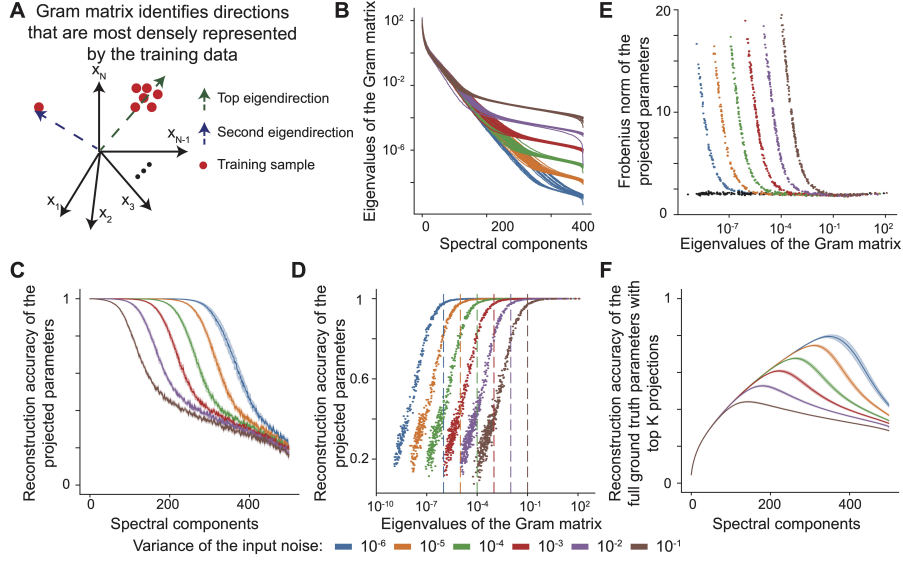 A
Gram matrix identifies directions
that are most densely represented
by the training data
x_N
x_{N-1}
x_1
x_2
x_3
Top eigendirection
Second eigendirection
Training sample
B
Eigenvalues of the Gram matrix
10^2
10^-2
10^-6
0
200
400
Spectral components
E
Frobenius norm of the
projected parameters
20
10
0
10^-7
10^-4
10^-1
10^2
Eigenvalues of the Gram matrix
C
Reconstruction accuracy of the
projected parameters
1
0
0
200
400
Spectral components
D
Reconstruction accuracy of the
projected parameters
1
0.6
0.2
10^-10
10^-7
10^-4
10^-1
10^2
Eigenvalues of the Gram matrix
F
Reconstruction accuracy of the
full ground truth parameters with
top K projections
1
0
0
200
400
Spectral components
Variance of the input noise: 10^-6 10^-5 10^-4 10^-3 10^-2 10^-1